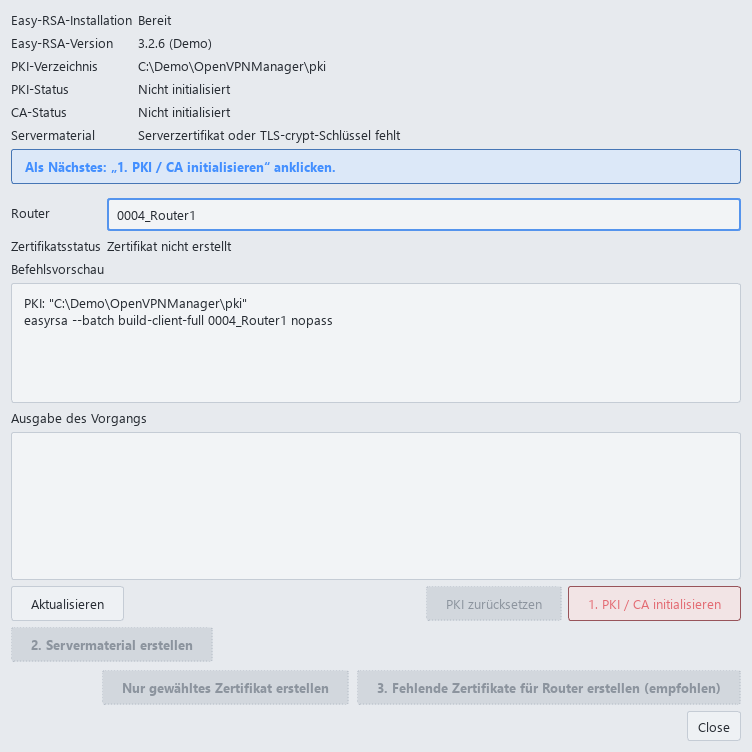 Easy-RSA-Installation Bereit
Easy-RSA-Version 3.2.6 (Demo)
PKI-Verzeichnis C:\Demo\OpenVPNManager\pki
PKI-Status Nicht initialisiert
CA-Status Nicht initialisiert
Servermaterial Serverzertifikat oder TLS-crypt-Schlüssel fehlt
Als Nächstes: „1. PKI / CA initialisieren“ anklicken.
Router 0004_Router1
Zertifikatsstatus Zertifikat nicht erstellt
Befehlsvorschau
PKI: "C:\Demo\OpenVPNManager\pki"
easyrsa --batch build-client-full 0004_Router1 nopass
Ausgabe des Vorgangs
Aktualisieren PKI zurücksetzen 1. PKI / CA initialisieren
2. Servermaterial erstellen
Nur gewähltes Zertifikat erstellen 3. Fehlende Zertifikate für Router erstellen (empfohlen)
Close